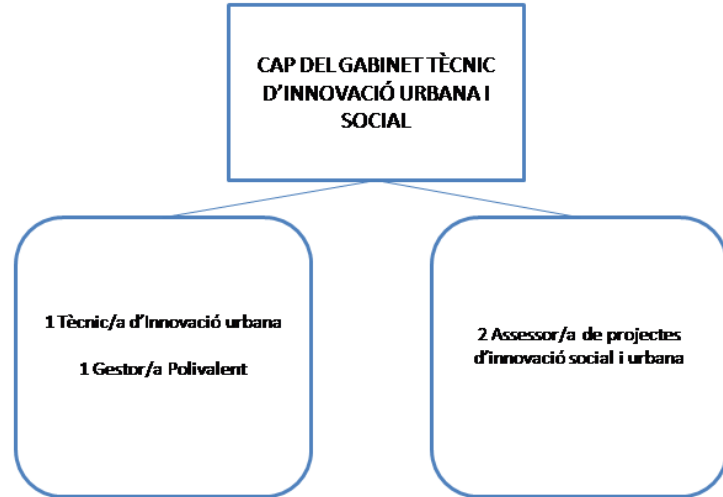 CAP DEL GABINET TÈCNIC
D’INNOVACIÓ URBANA I
SOCIAL
1 Tècnic/a d’Innovació urbana
1 Gestor/a Polivalent
2 Assessor/a de projectes
d’innovació social i urbana